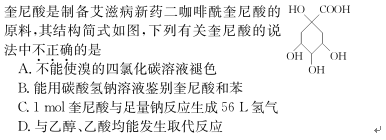 奎尼酸是制备艾滋病新药二咖啡酰奎尼酸的
原料,其结构简式如图,下列有关奎尼酸的说
法中不正确的是
HO COOH
OH OH
OH
A. 不能使溴的四氯化碳溶液褪色
B. 能用碳酸氢钠溶液鉴别奎尼酸和苯
C. 1 mol奎尼酸与足量钠反应生成 56 L 氢气
D. 与乙醇、乙酸均能发生取代反应